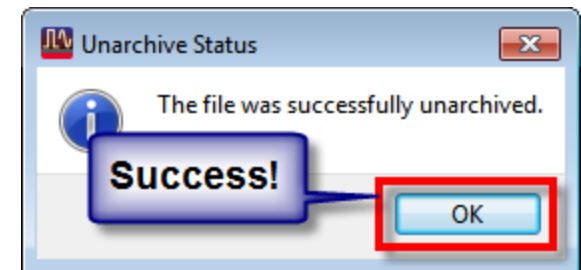 Unarchive Status
The file was successfully unarchived.
Success!
OK